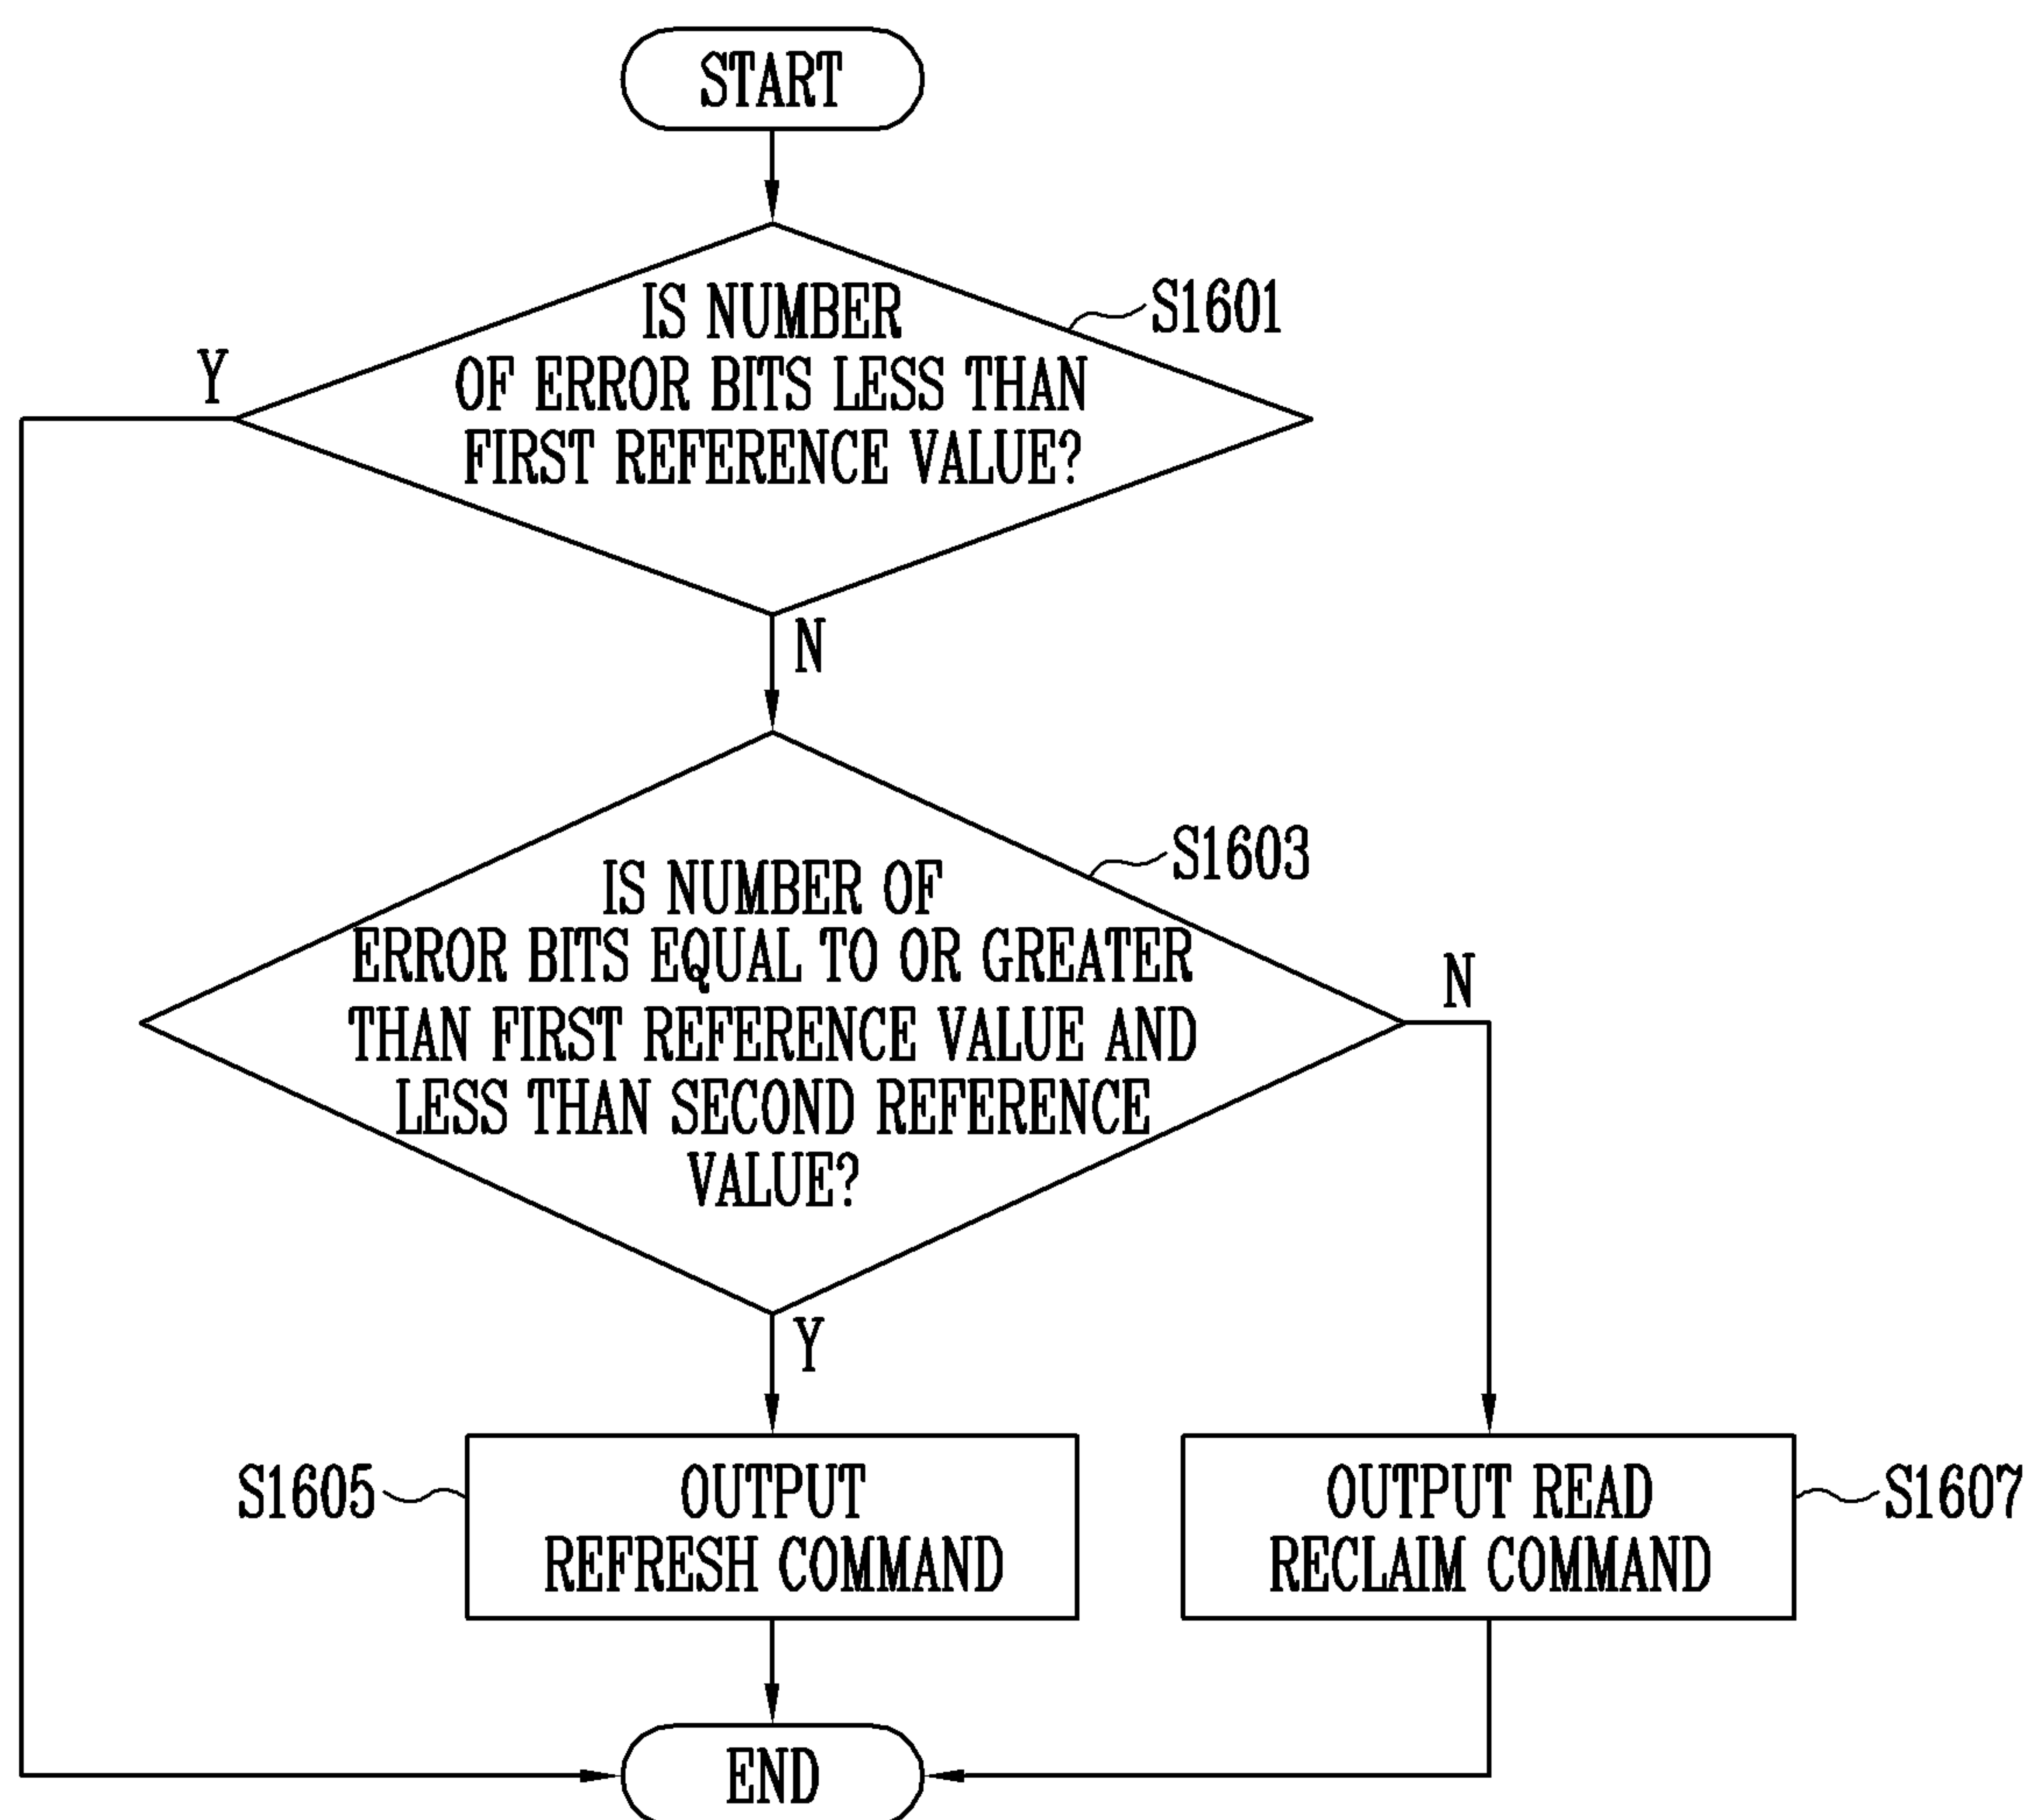 START
IS NUMBER
OF ERROR BITS LESS THAN
FIRST REFERENCE VALUE?
S1601
Y
N
IS NUMBER OF
ERROR BITS EQUAL TO OR GREATER
THAN FIRST REFERENCE VALUE AND
LESS THAN SECOND REFERENCE
VALUE?
S1603
N
Y
S1605
OUTPUT
REFRESH COMMAND
OUTPUT READ
RECLAIM COMMAND
S1607
END